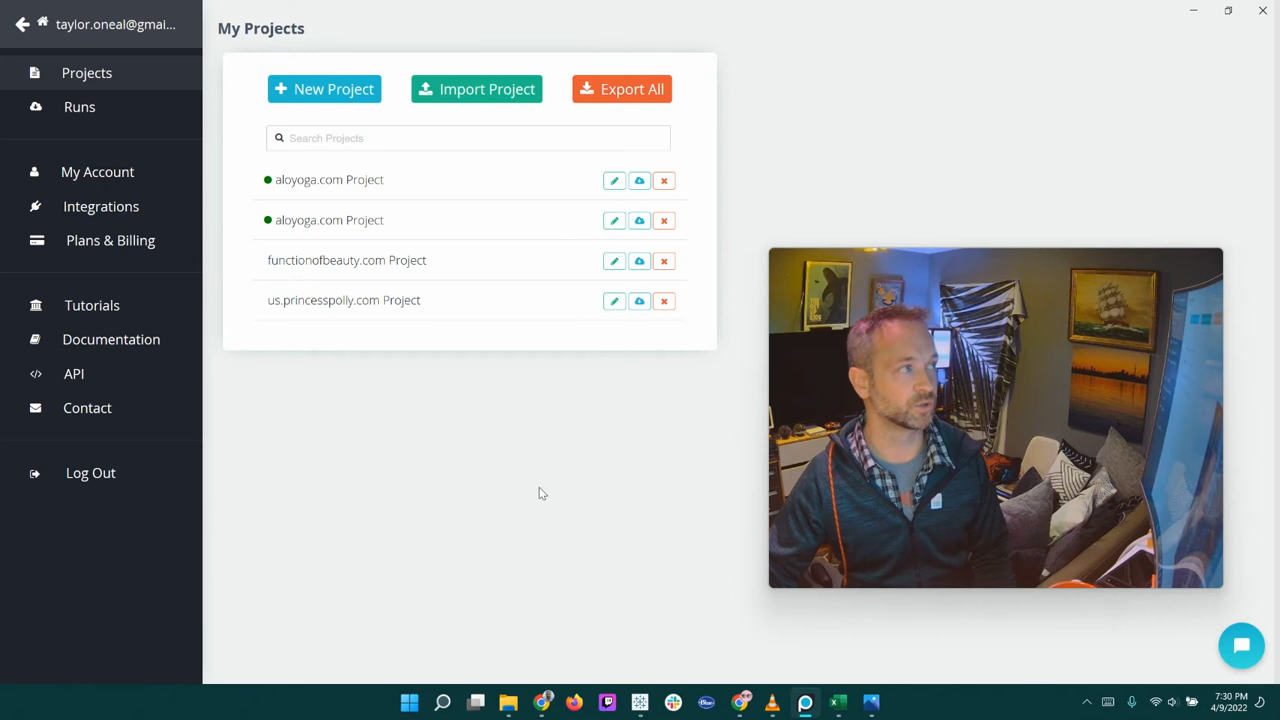 taylor.oneal@gmai...
Projects
Runs
My Account
Integrations
Plans & Billing
Tutorials
Documentation
API
Contact
Log Out
My Projects
New Project
Import Project
Export All
Search Projects
aloyoga.com Project
aloyoga.com Project
functionofbeauty.com Project
us.princesspolly.com Project
Blue
7:30 PM
4/9/2022